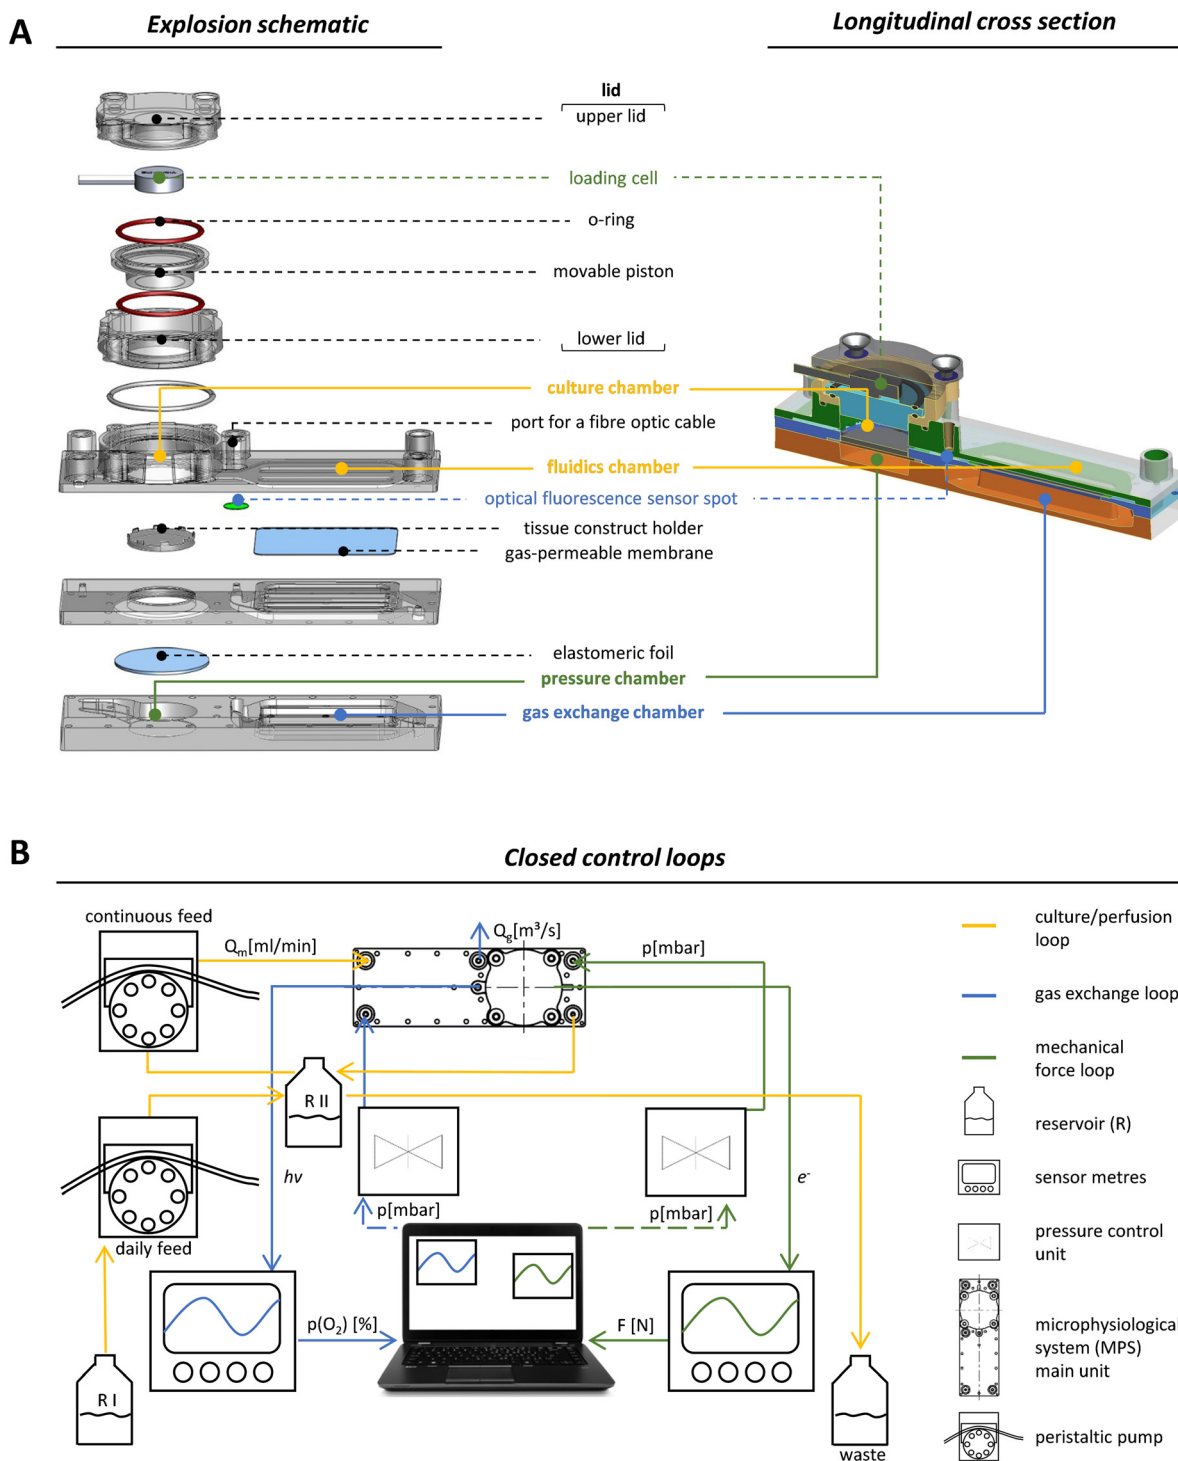 A
Explosion schematic
Longitudinal cross section
lid
upper lid
loading cell
o-ring
movable piston
lower lid
culture chamber
port for a fibre optic cable
fluidics chamber
optical fluorescence sensor spot
tissue construct holder
gas-permeable membrane
elastomeric foil
pressure chamber
gas exchange chamber
B
Closed control loops
continuous feed
Qm[ml/min]
Qg[m³/s]
p[mbar]
R II
hν
e-
p[mbar]
p[mbar]
daily feed
p(O2) [%]
F [N]
R I
waste
culture/perfusion
loop
gas exchange loop
mechanical
force loop
reservoir (R)
sensor metres
pressure control
unit
microphysiological
system (MPS)
main unit
peristaltic pump